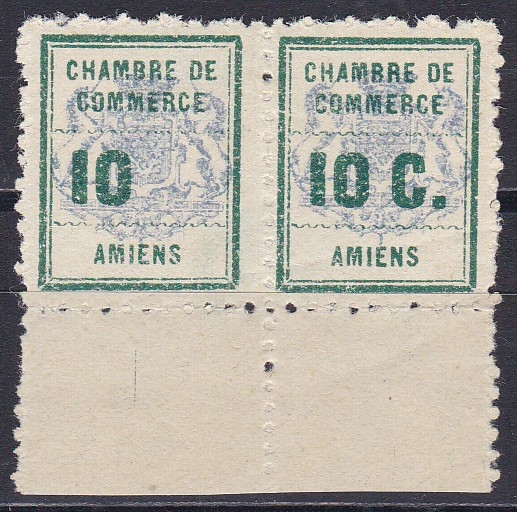 CHAMBRE DE
COMMERCE
10
AMIENS
CHAMBRE DE
COMMERCE
10 C.
AMIENS